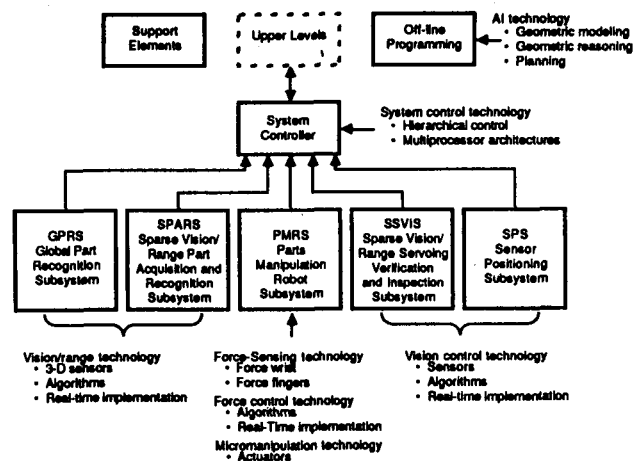 Support
Elements
Upper Levels
Off-line
Programming
AI technology
• Geometric modeling
• Geometric reasoning
• Planning
System
Controller
System control technology
• Hierarchical control
• Multiprocessor architectures
GPRS
Global Part
Recognition
Subsystem
SPARS
Sparse Vision/
Range Part
Acquisition and
Recognition
Subsystem
PMRS
Parts
Manipulation
Robot
Subsystem
SSVIS
Sparse Vision/
Range Servoing
Verification
and Inspection
Subsystem
SPS
Sensor
Positioning
Subsystem
Vision/range technology
• 3-D sensors
• Algorithms
• Real-time implementation
Force-Sensing technology
• Force wrist
• Force fingers
Force control technology
• Algorithms
• Real-Time implementation
Micromanipulation technology
• Actuators
Vision control technology
• Sensors
• Algorithms
• Real-time implementation